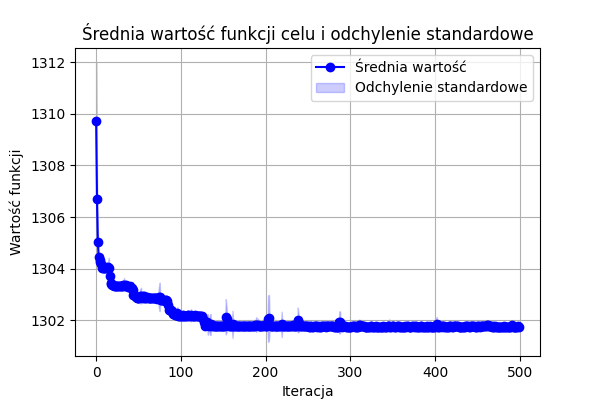 Średnia wartość funkcji celu i odchylenie standardowe
Średnia wartość
Odchylenie standardowe
Wartość funkcji
1312
1310
1308
1306
1304
1302
0 100 200 300 400 500
Iteracja